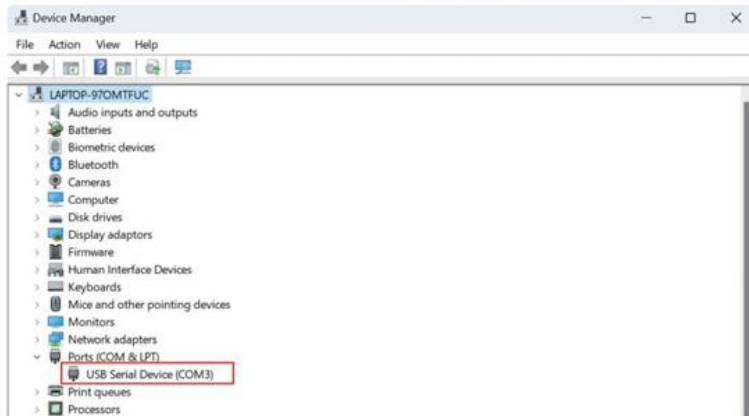 Device Manager
File Action View Help
LAPTOP-97OMTFUC
Audio inputs and outputs
Batteries
Biometric devices
Bluetooth
Cameras
Computer
Disk drives
Display adaptors
Firmware
Human Interface Devices
Keyboards
Mice and other pointing devices
Monitors
Network adapters
Ports (COM & LPT)
USB Serial Device (COM3)
Print queues
Processors